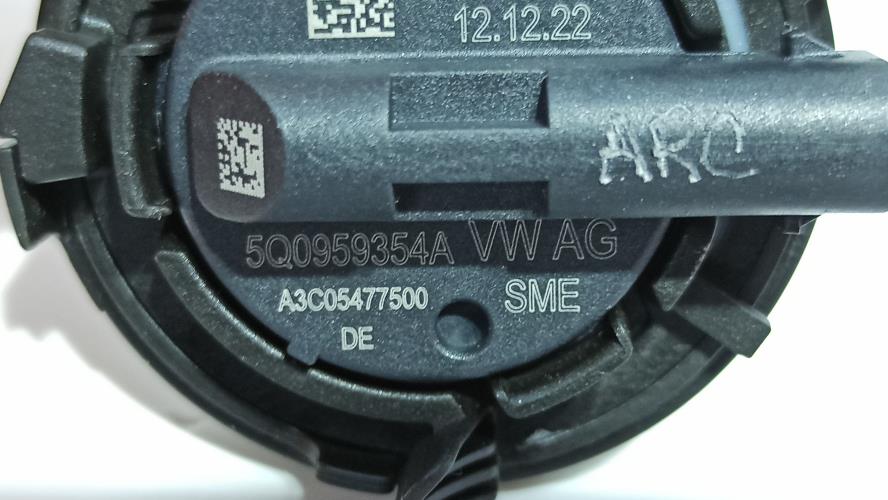 12.12.22
ARC
5Q0959354A VW AG
A3C05477500 SME
DE